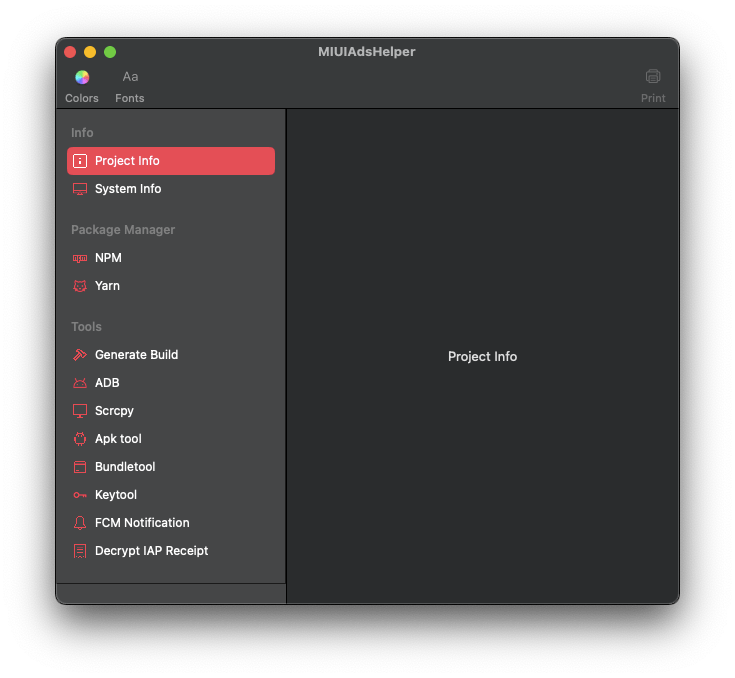 MIUIAdsHelper
Aa
Colors
Fonts
Print
Info
Project Info
System Info
Package Manager
NPM
Yarn
Tools
Generate Build
ADB
Scrcpy
Apk tool
Bundletool
Keytool
FCM Notification
Decrypt IAP Receipt
Project Info